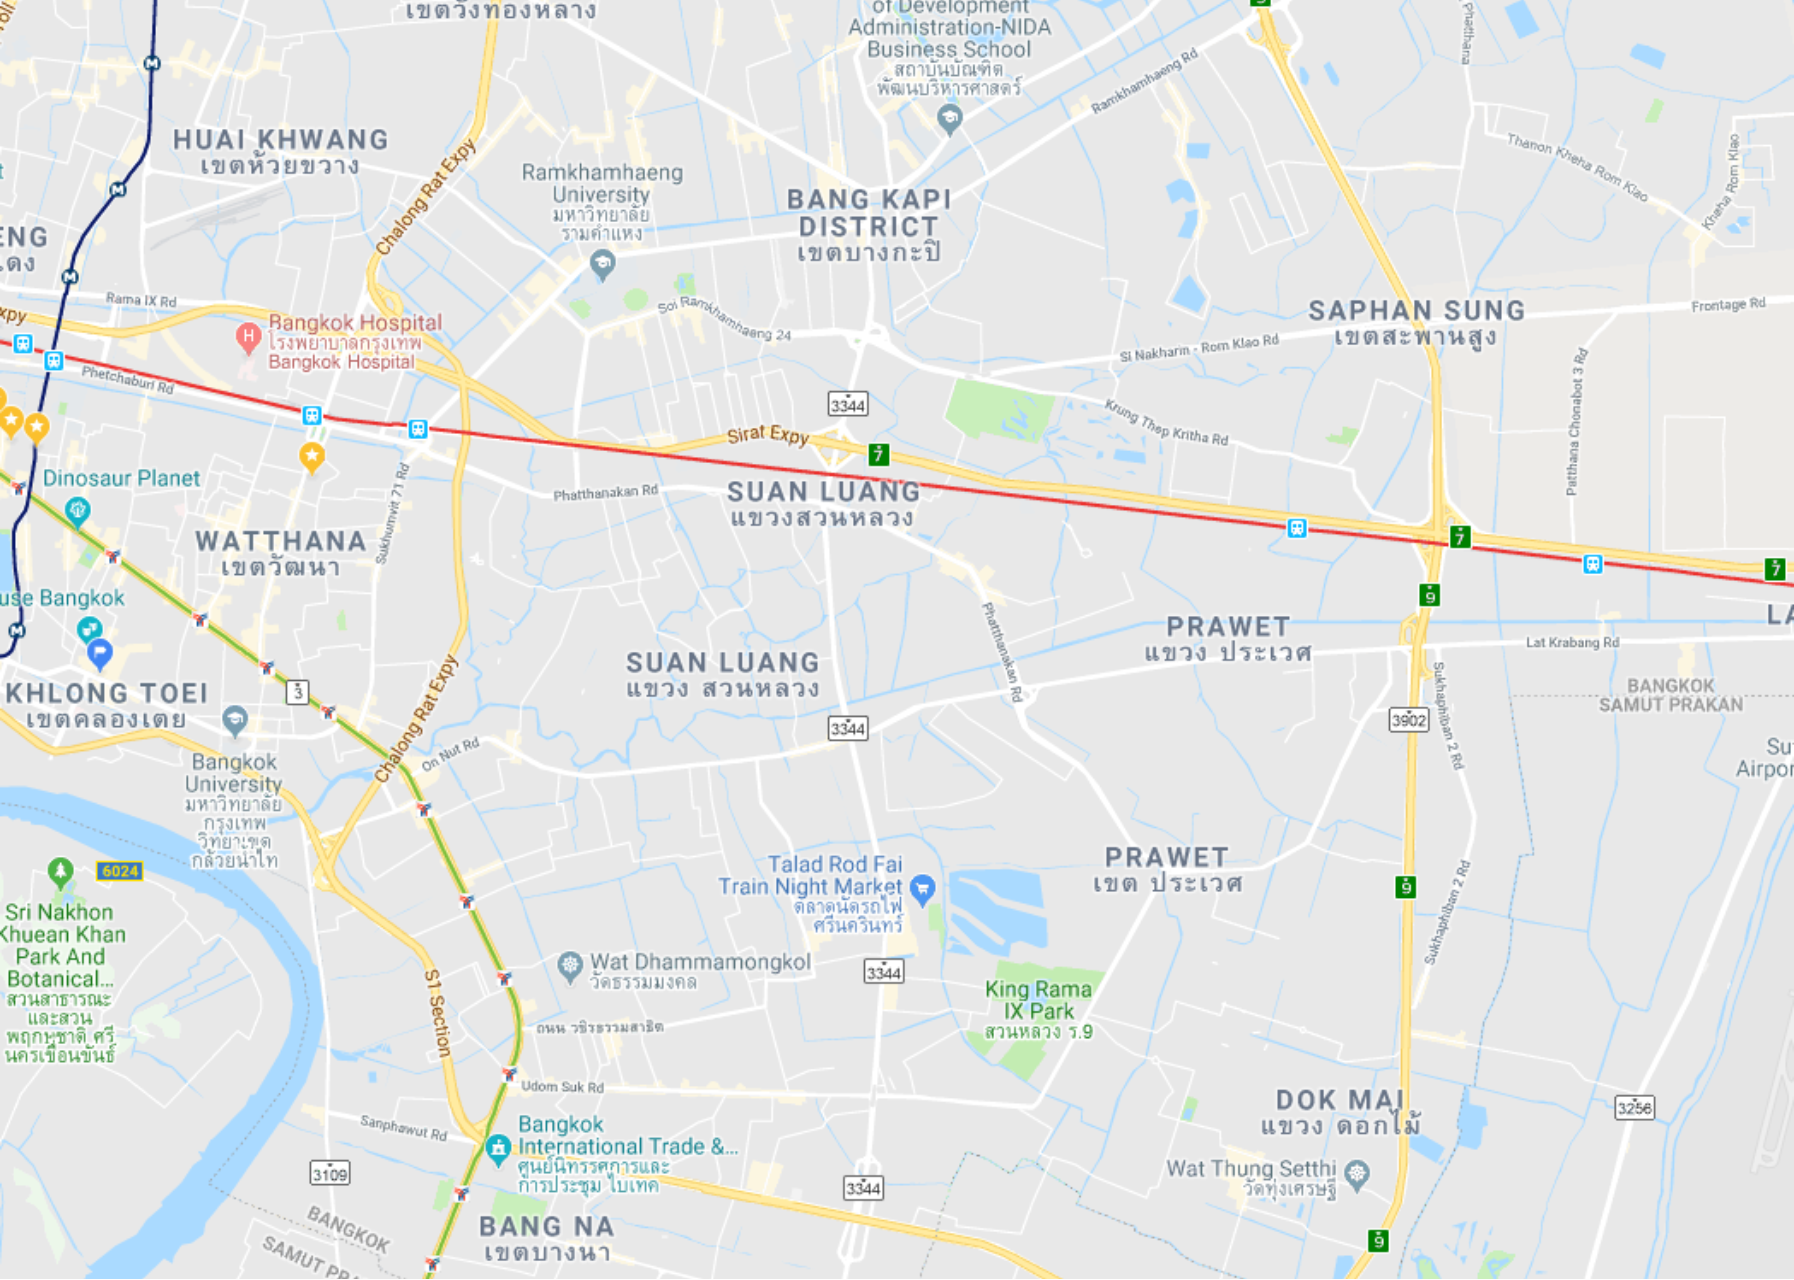 เขตวังทองหลาง
of Development
Administration-NIDA
Business School
สถาบันบัณฑิต
พัฒนบริหารศาสตร์
9
Phatthana
Ramkhamhaeng Rd
HUAI KHWANG
เขตห้วยขวาง
Chalong Rat Expy
Ramkhamhaeng
University
มหาวิทยาลัย
รามคำแหง
BANG KAPI
DISTRICT
เขตบางกะปิ
Thanon Kheha Rom Klao
Kheha Rom Klao
ENG
Rama IX Rd
xpy
Bangkok Hospital
โรงพยาบาลกรุงเทพ
Bangkok Hospital
Soi Ramkhamhaeng 24
SAPHAN SUNG
เขตสะพานสูง
Frontage Rd
Si Nakharin - Rom Klao Rd
Phetchaburi Rd
Patthana Chonabot 3 Rd
3344
Krung Thep Kritha Rd
Sirat Expy
7
Dinosaur Planet
Phatthanakan Rd
SUAN LUANG
แขวงสวนหลวง
Sukhumvit 71 Rd
WATTHANA
เขตวัฒนา
7
7
9
use Bangkok
Phatthanakan Rd
PRAWET
แขวง ประเวศ
Lat Krabang Rd
LA
SUAN LUANG
แขวง สวนหลวง
KHLONG TOEI
เขตคลองเตย
3
Chalong Rat Expy
On Nut Rd
3344
3902
Sukhaphiban 2 Rd
BANGKOK
SAMUT PRAKAN
Su
Airpor
Bangkok
University
มหาวิทยาลัย
กรุงเทพ
วิทยาเขต
กล้วยน้ำไท
6024
Talad Rod Fai
Train Night Market
ตลาดนัดรถไฟ
ศรีนครินทร์
PRAWET
เขต ประเวศ
9
Sukhaphiban 2 Rd
Sri Nakhon
Khuean Khan
Park And
Botanical...
สวนสาธารณะ
และสวน
พฤกษชาติ ศรี
นครเขื่อนขันธ์
S1 Section
Wat Dhammamongkol
วัดธรรมมงคล
3344
King Rama
IX Park
สวนหลวง ร.9
ถนน วชิรธรรมสาธิต
Udom Suk Rd
DOK MAI
แขวง ดอกไม้
3256
Sanphawut Rd
Bangkok
International Trade &...
ศูนย์นิทรรศการและ
การประชุม ไบเทค
3109
3344
Wat Thung Setthi
วัดทุ่งเศรษฐี
BANG NA
เขตบางนา
BANGKOK
SAMUT PRA
9